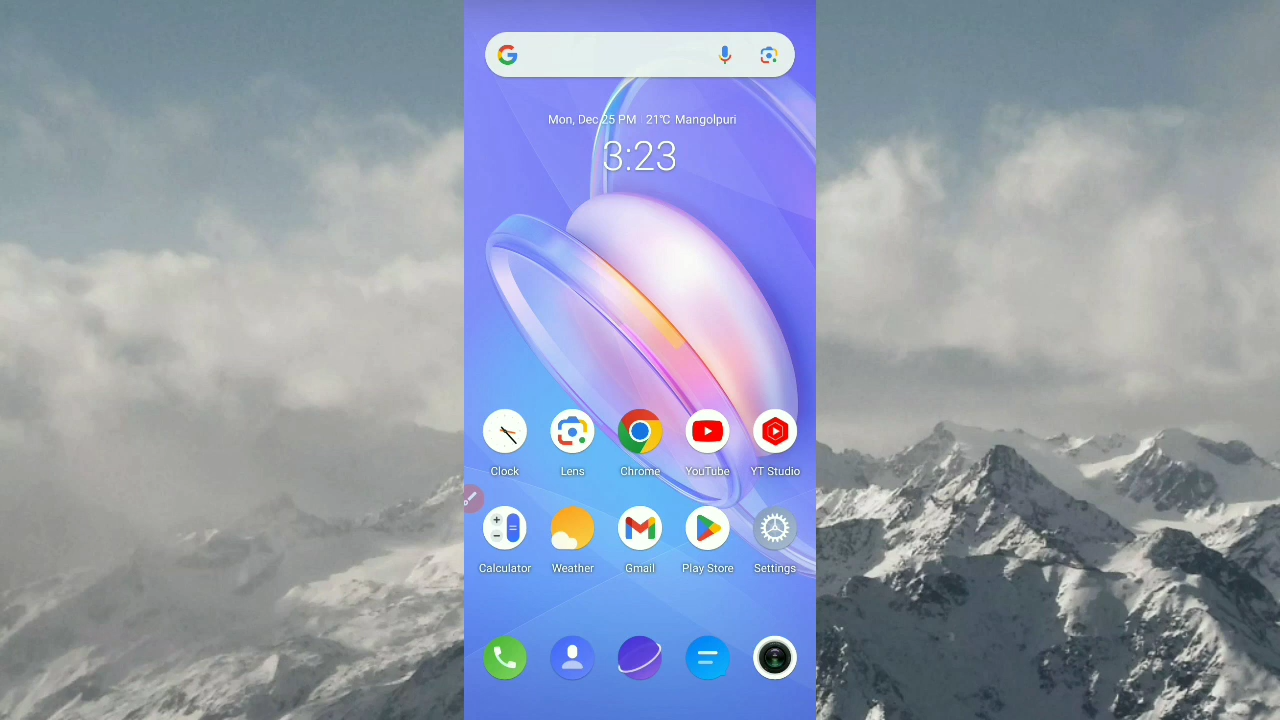 Mon, Dec 25 PM 21℃ Mangolpuri
3:23
Clock Lens Chrome YouTube YT Studio
Calculator Weather Gmail Play Store Settings